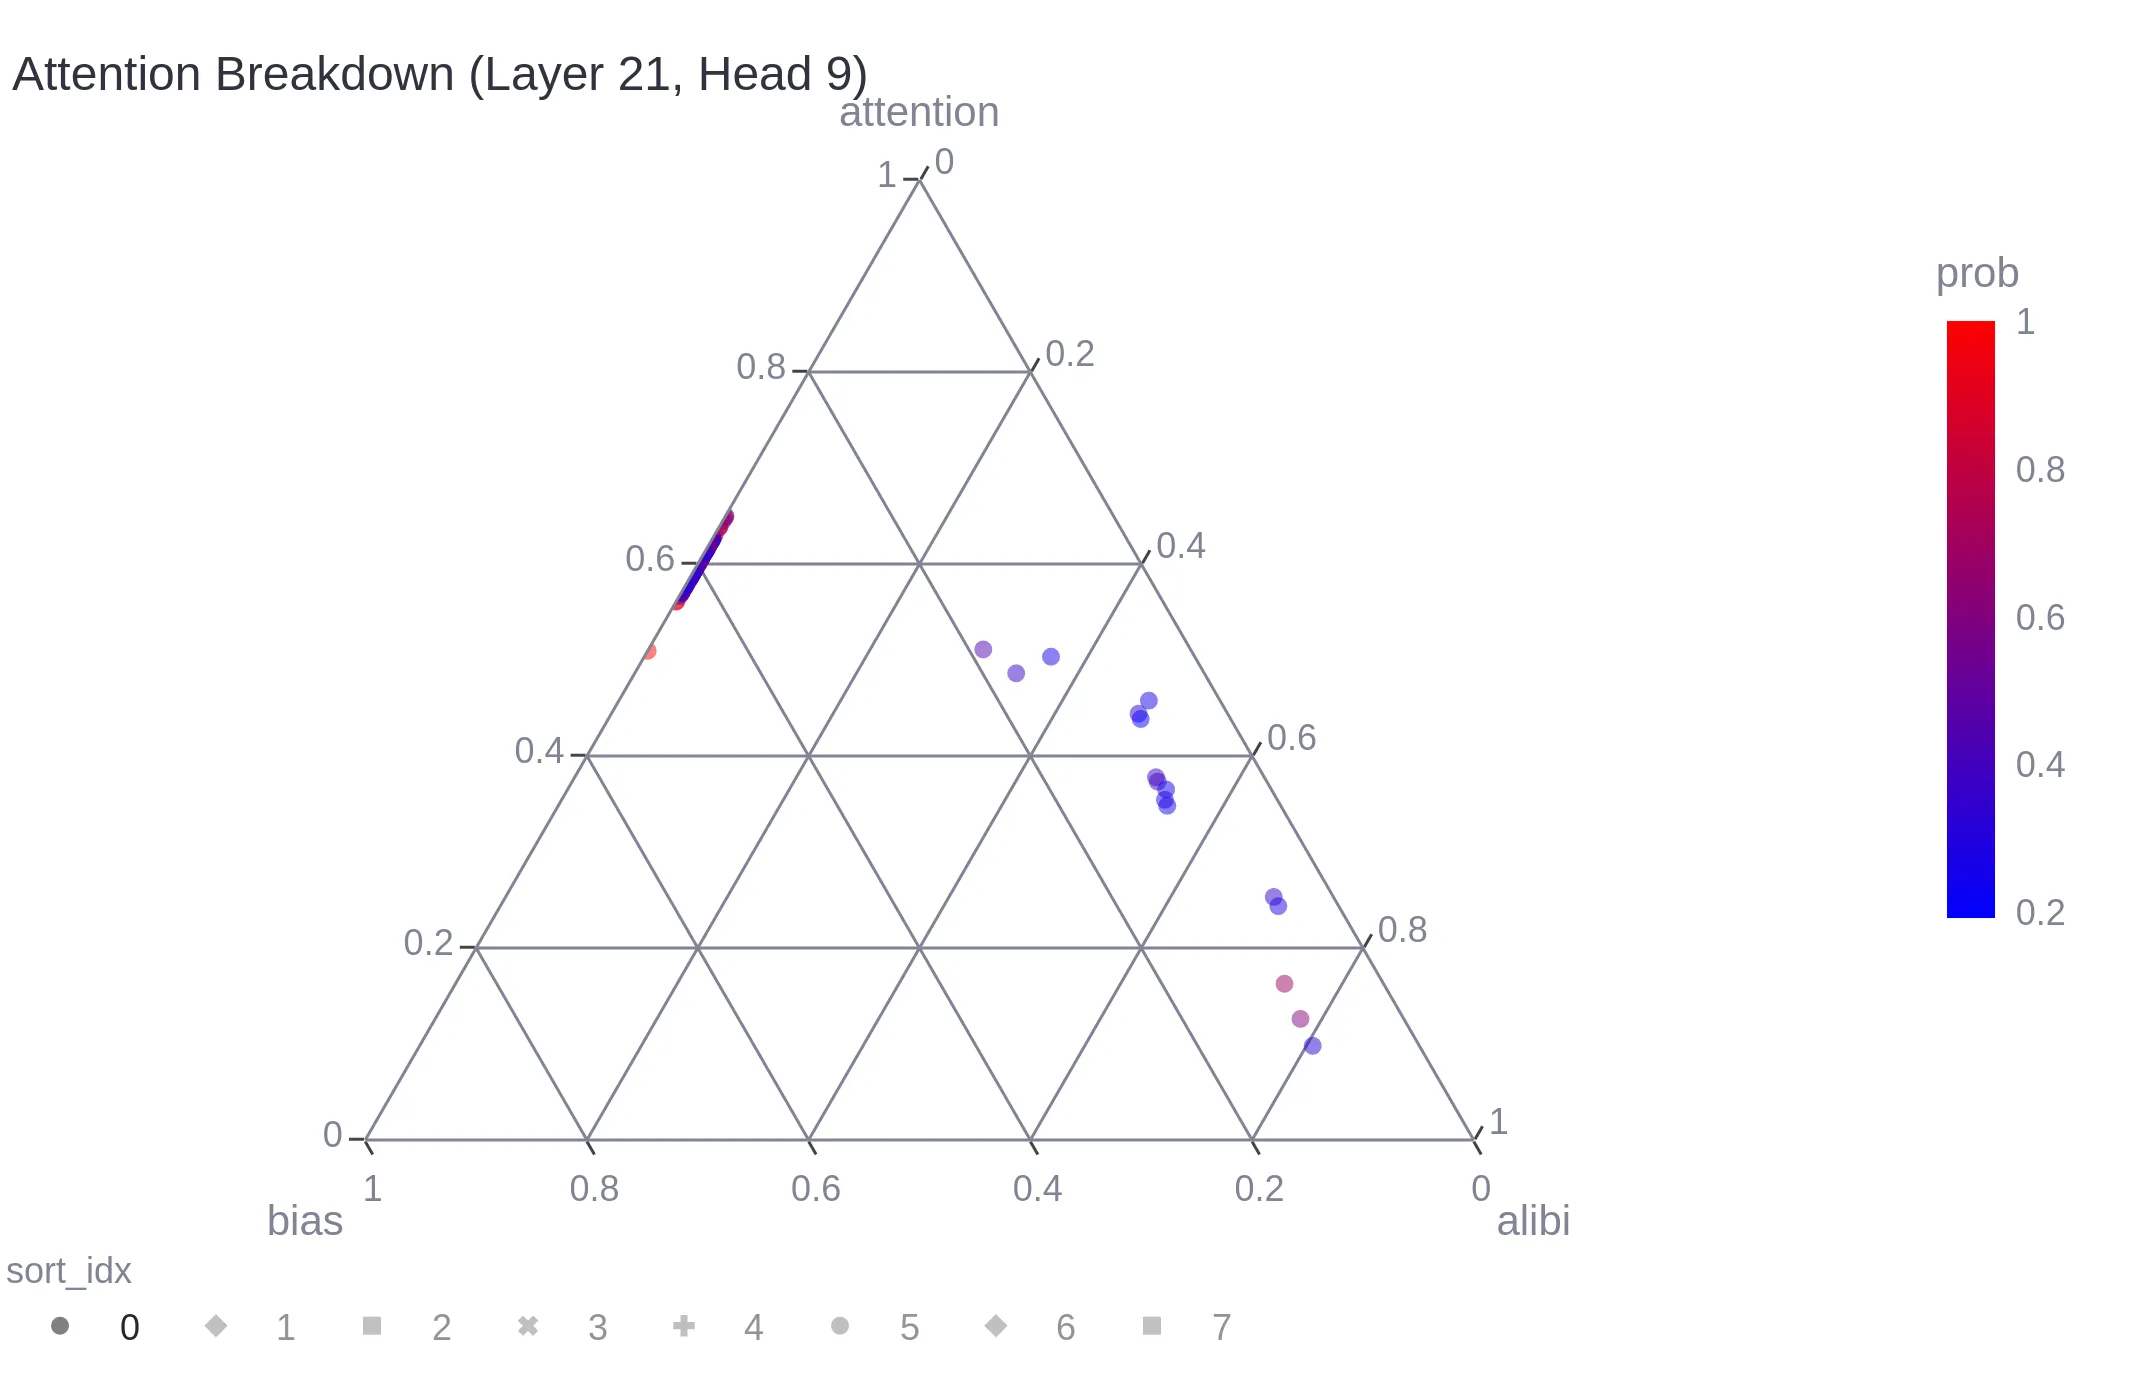 Attention Breakdown (Layer 21, Head 9)
attention
1 0
0.8 0.2
0.6 0.4
0.4 0.6
0.2 0.8
0 1
1 0.8 0.6 0.4 0.2 0
bias alibi
prob
1
0.8
0.6
0.4
0.2
sort_idx
0 1 2 3 4 5 6 7